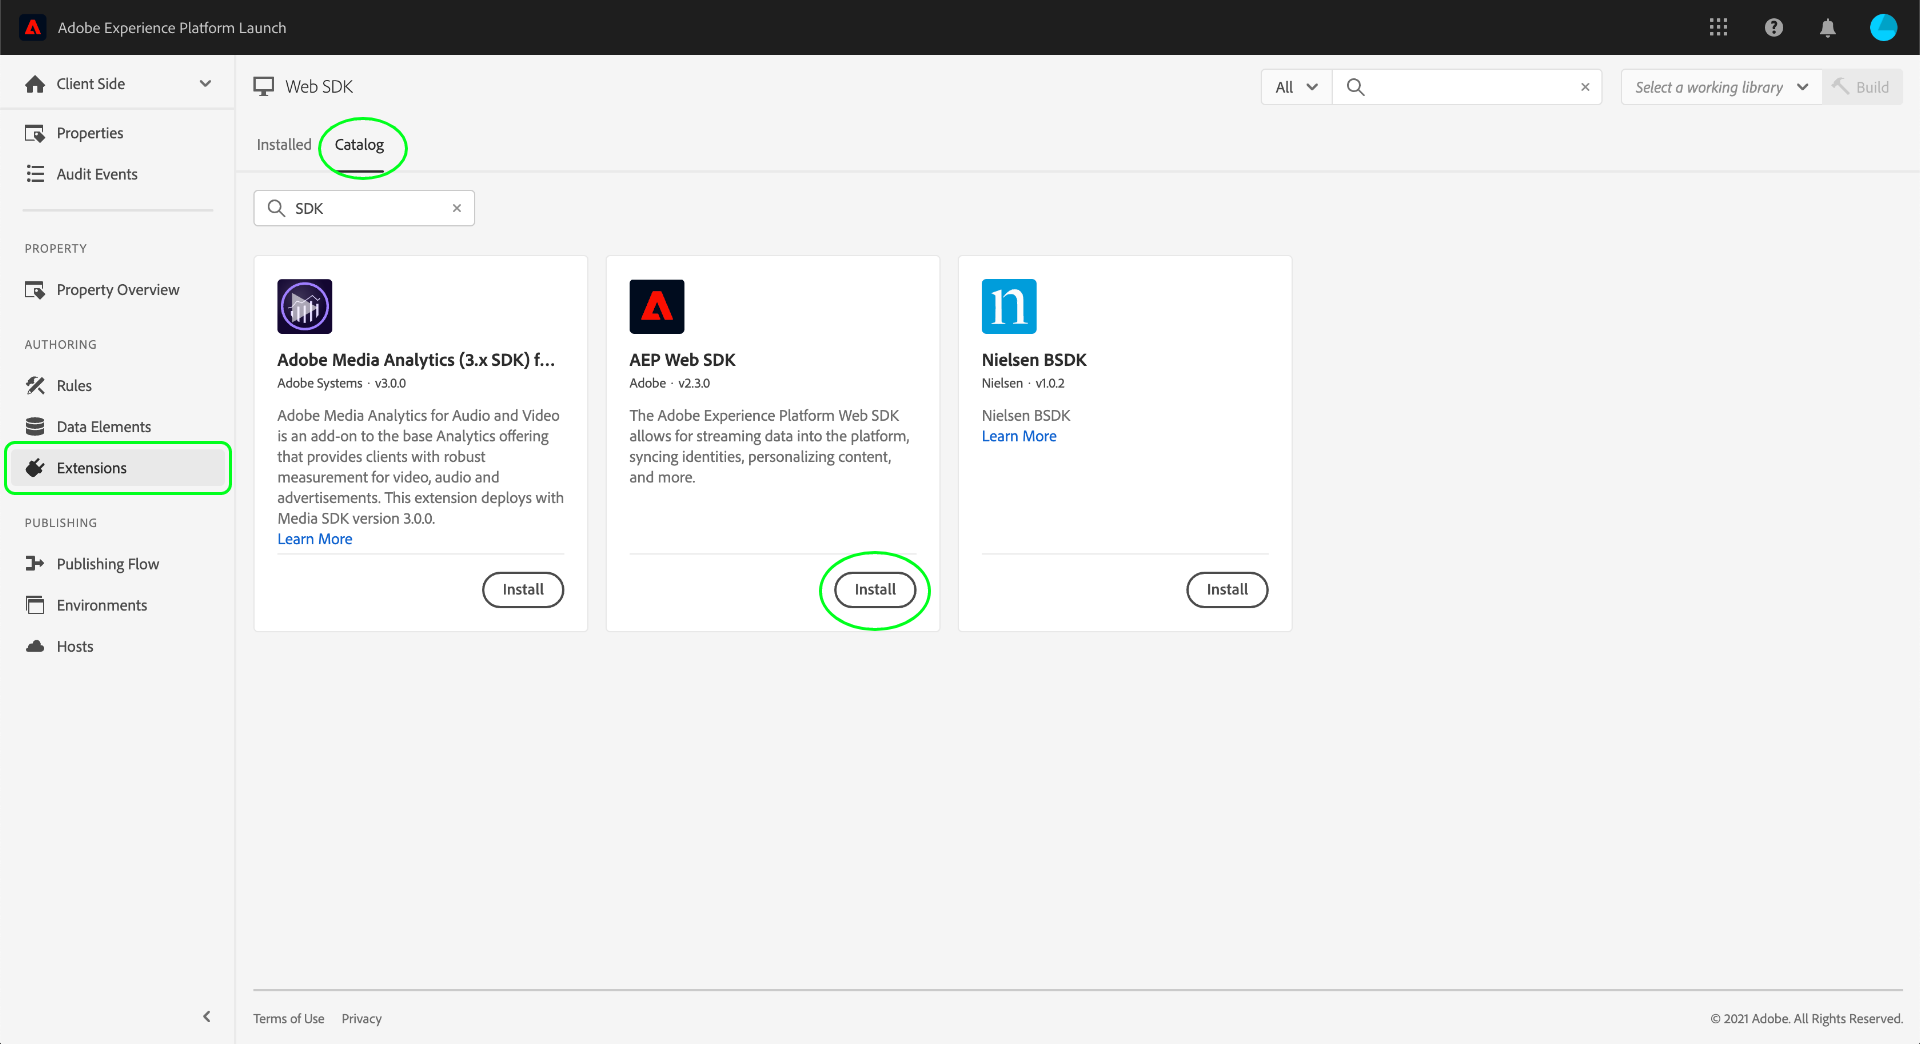 Adobe Experience Platform Launch
Client Side
Properties
Audit Events
PROPERTY
Property Overview
AUTHORING
Rules
Data Elements
Extensions
PUBLISHING
Publishing Flow
Environments
Hosts
Web SDK
All
Select a working library
Build
Installed
Catalog
SDK
Adobe Media Analytics (3.x SDK) f...
Adobe Systems · v3.0.0
Adobe Media Analytics for Audio and Video
is an add-on to the base Analytics offering
that provides clients with robust
measurement for video, audio and
advertisements. This extension deploys with
Media SDK version 3.0.0.
Learn More
Install
AEP Web SDK
Adobe · v2.3.0
The Adobe Experience Platform Web SDK
allows for streaming data into the platform,
syncing identities, personalizing content,
and more.
Install
n
Nielsen BSDK
Nielsen · v1.0.2
Nielsen BSDK
Learn More
Install
Terms of Use
Privacy
© 2021 Adobe. All Rights Reserved.